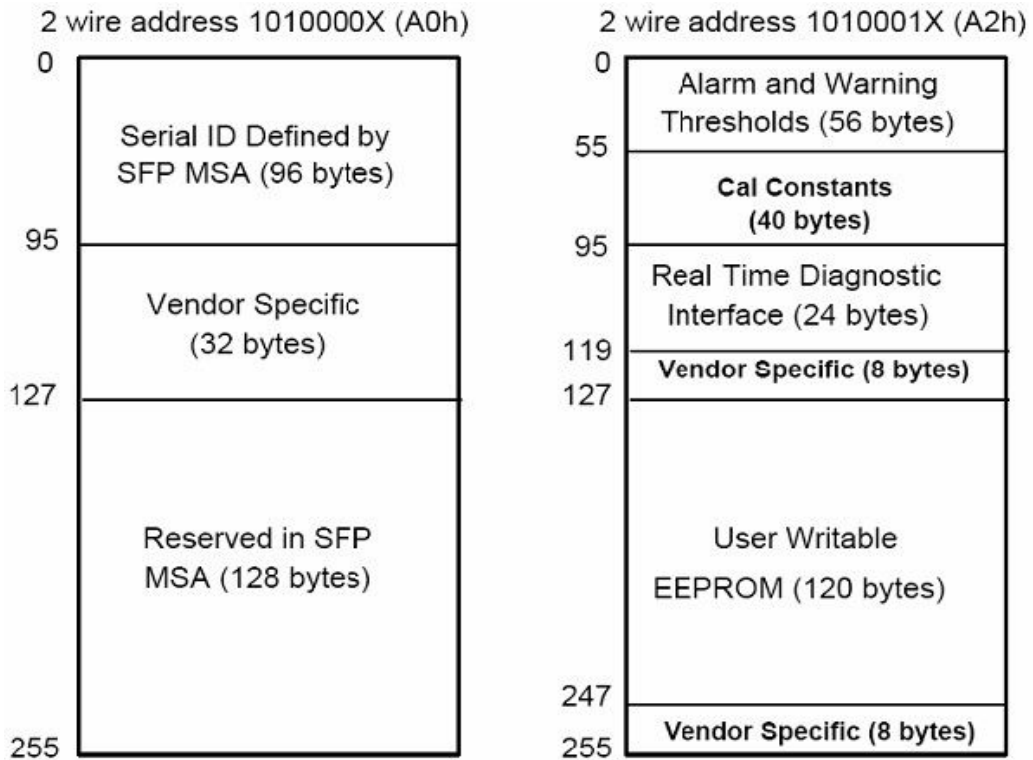 2 wire address 1010000X (A0h)
0
Serial ID Defined by
SFP MSA (96 bytes)
95
Vendor Specific
(32 bytes)
127
Reserved in SFP
MSA (128 bytes)
255
2 wire address 1010001X (A2h)
0
Alarm and Warning
Thresholds (56 bytes)
55
Cal Constants
(40 bytes)
95
Real Time Diagnostic
Interface (24 bytes)
119
Vendor Specific (8 bytes)
127
User Writable
EEPROM (120 bytes)
247
Vendor Specific (8 bytes)
255